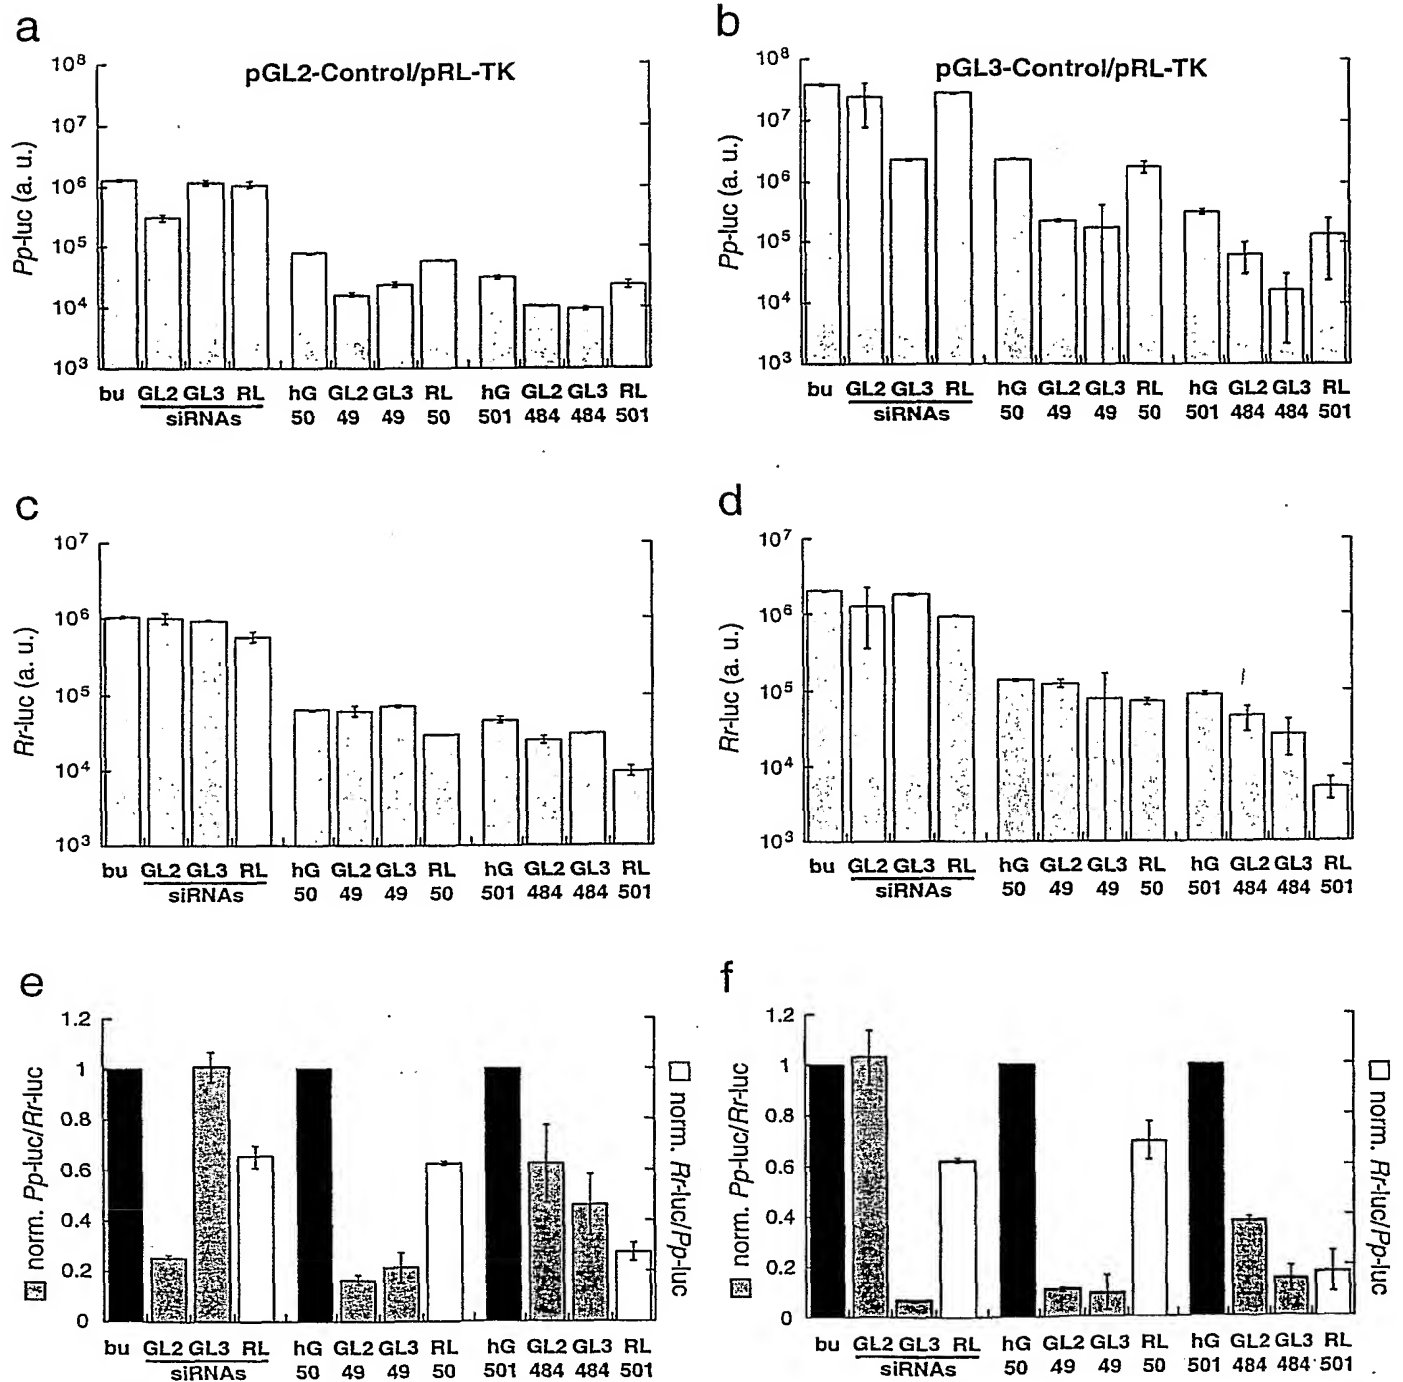 a
pGL2-Control/pRL-TK
Pp-luc (a. u.)
10⁸
10⁷
10⁶
10⁵
10⁴
10³
bu GL2 GL3 RL hG GL2 GL3 RL hG GL2 GL3 RL
siRNAs 50 49 49 50 501 484 484 501
b
pGL3-Control/pRL-TK
Pp-luc (a. u.)
10⁸
10⁷
10⁶
10⁵
10⁴
10³
bu GL2 GL3 RL hG GL2 GL3 RL hG GL2 GL3 RL
siRNAs 50 49 49 50 501 484 484 501
c
Rr-luc (a. u.)
10⁷
10⁶
10⁵
10⁴
10³
bu GL2 GL3 RL hG GL2 GL3 RL hG GL2 GL3 RL
siRNAs 50 49 49 50 501 484 484 501
d
Rr-luc (a. u.)
10⁷
10⁶
10⁵
10⁴
10³
bu GL2 GL3 RL hG GL2 GL3 RL hG GL2 GL3 RL
siRNAs 50 49 49 50 501 484 484 501
e
norm. Pp-luc/Rr-luc
1.2
1
0.8
0.6
0.4
0.2
0
norm. Rr-luc/Pp-luc
bu GL2 GL3 RL hG GL2 GL3 RL hG GL2 GL3 RL
siRNAs 50 49 49 50 501 484 484 501
f
norm. Pp-luc/Rr-luc
1.2
1
0.8
0.6
0.4
0.2
0
norm. Rr-luc/Pp-luc
bu GL2 GL3 RL hG GL2 GL3 RL hG GL2 GL3 RL
siRNAs 50 49 49 50 501 484 484 501